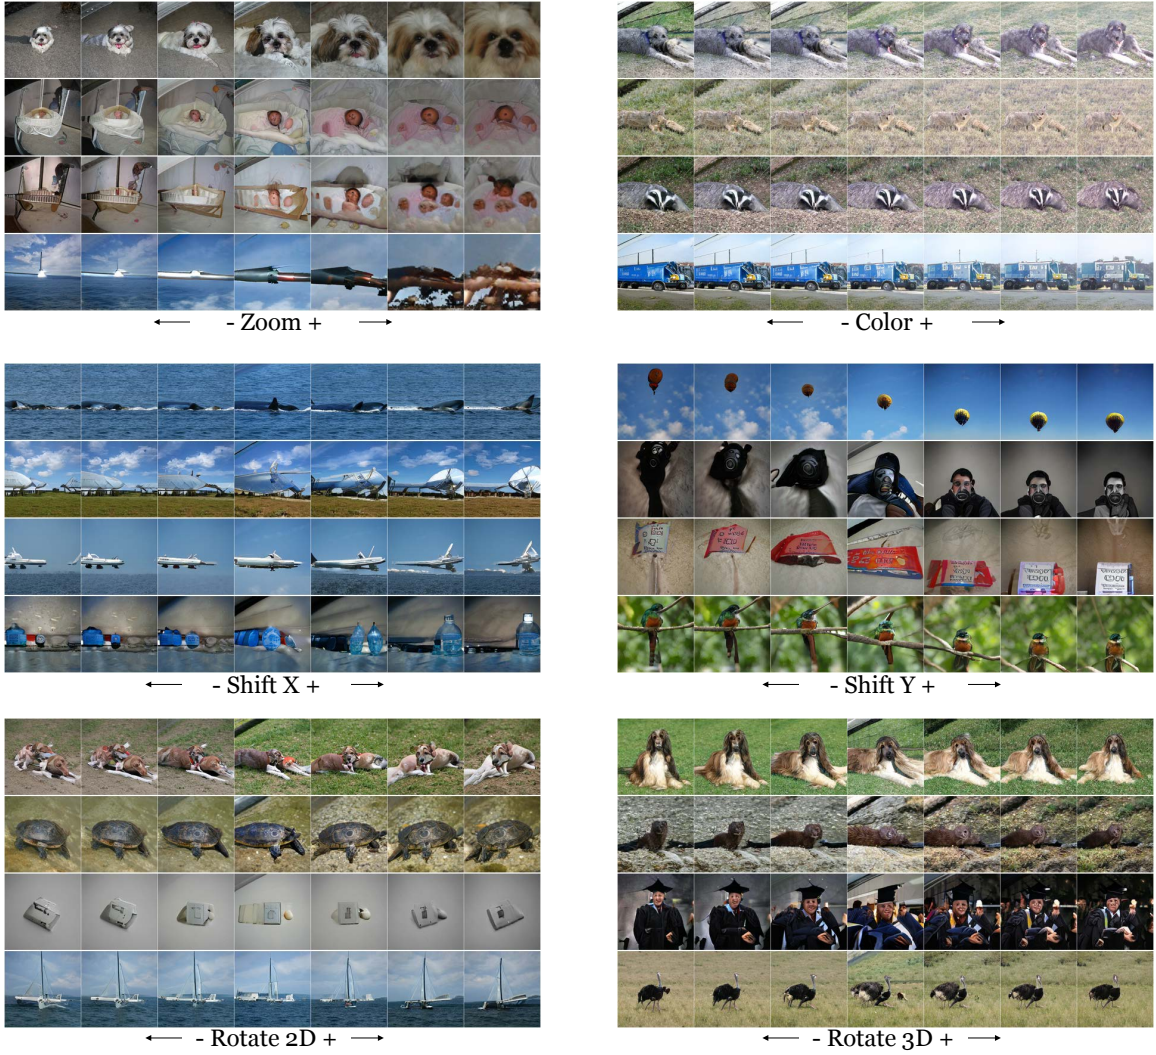 - Zoom +
- Color +
- Shift X +
- Shift Y +
- Rotate 2D +
- Rotate 3D +